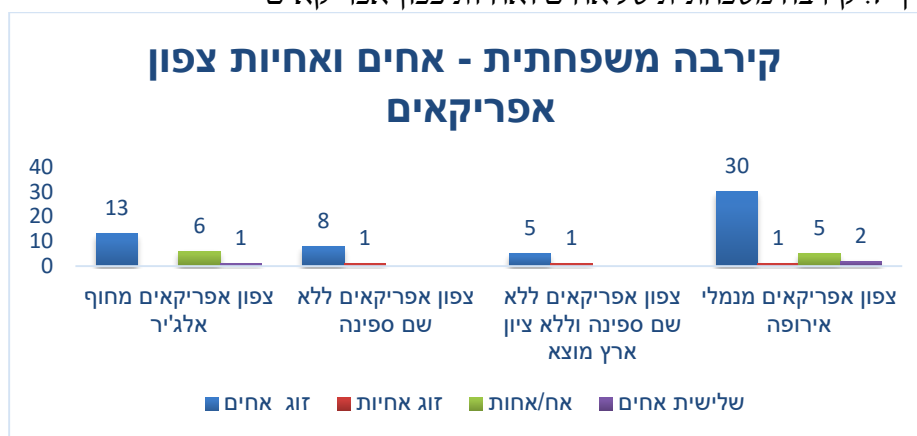 קירבה משפחתית - אחים ואחיות צפון
אפריקאים
40
30
20
10
0
13
6
1
8
1
5
1
30
1
5
2
צפון אפריקאים מחוף
אלג'יר
צפון אפריקאים ללא
שם ספינה
צפון אפריקאים ללא
שם ספינה וללא ציון
ארץ מוצא
צפון אפריקאים מנמלי
אירופה
זוג אחים
זוג אחיות
אח/אחות
שלישית אחים